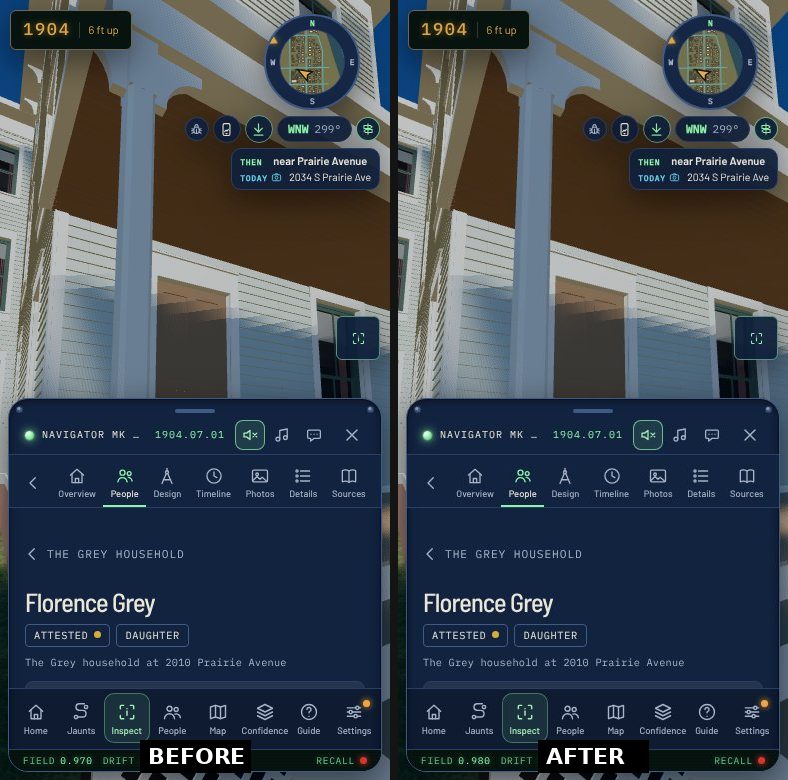 1904 6 ft up
N
W E
S
WNW 299°
THEN near Prairie Avenue
TODAY 2034 S Prairie Ave
NAVIGATOR MK … 1904.07.01
Overview People Design Timeline Photos Details Sources
THE GREY HOUSEHOLD
Florence Grey
ATTESTED DAUGHTER
The Grey household at 2010 Prairie Avenue
Home Jaunts Inspect People Map Confidence Guide Settings
FIELD 0.970 DRIFT RECALL
BEFORE
1904 6 ft up
N
W E
S
WNW 299°
THEN near Prairie Avenue
TODAY 2034 S Prairie Ave
NAVIGATOR MK … 1904.07.01
Overview People Design Timeline Photos Details Sources
THE GREY HOUSEHOLD
Florence Grey
ATTESTED DAUGHTER
The Grey household at 2010 Prairie Avenue
Home Jaunts Inspect People Map Confidence Guide Settings
FIELD 0.980 DRIFT RECALL
AFTER